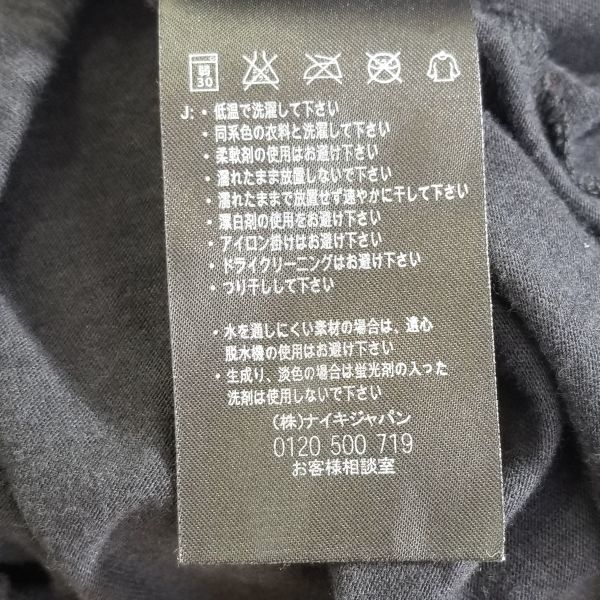 弱
30
J:・低温で洗濯して下さい
・同系色の衣料と洗濯して下さい
・柔軟剤の使用はお避け下さい
・濡れたまま放置しないで下さい
・濡れたままで放置せず速やかに干して下さい
・漂白剤の使用をお避け下さい
・アイロン掛けはお避け下さい
・ドライクリーニングはお避け下さい
・つり干しして下さい
・水を通しにくい素材の場合は、遠心
脱水機の使用はお避け下さい
・生成り、淡色の場合は蛍光剤の入った
洗剤は使用しないで下さい
(株)ナイキジャパン
0120 500 719
お客様相談室